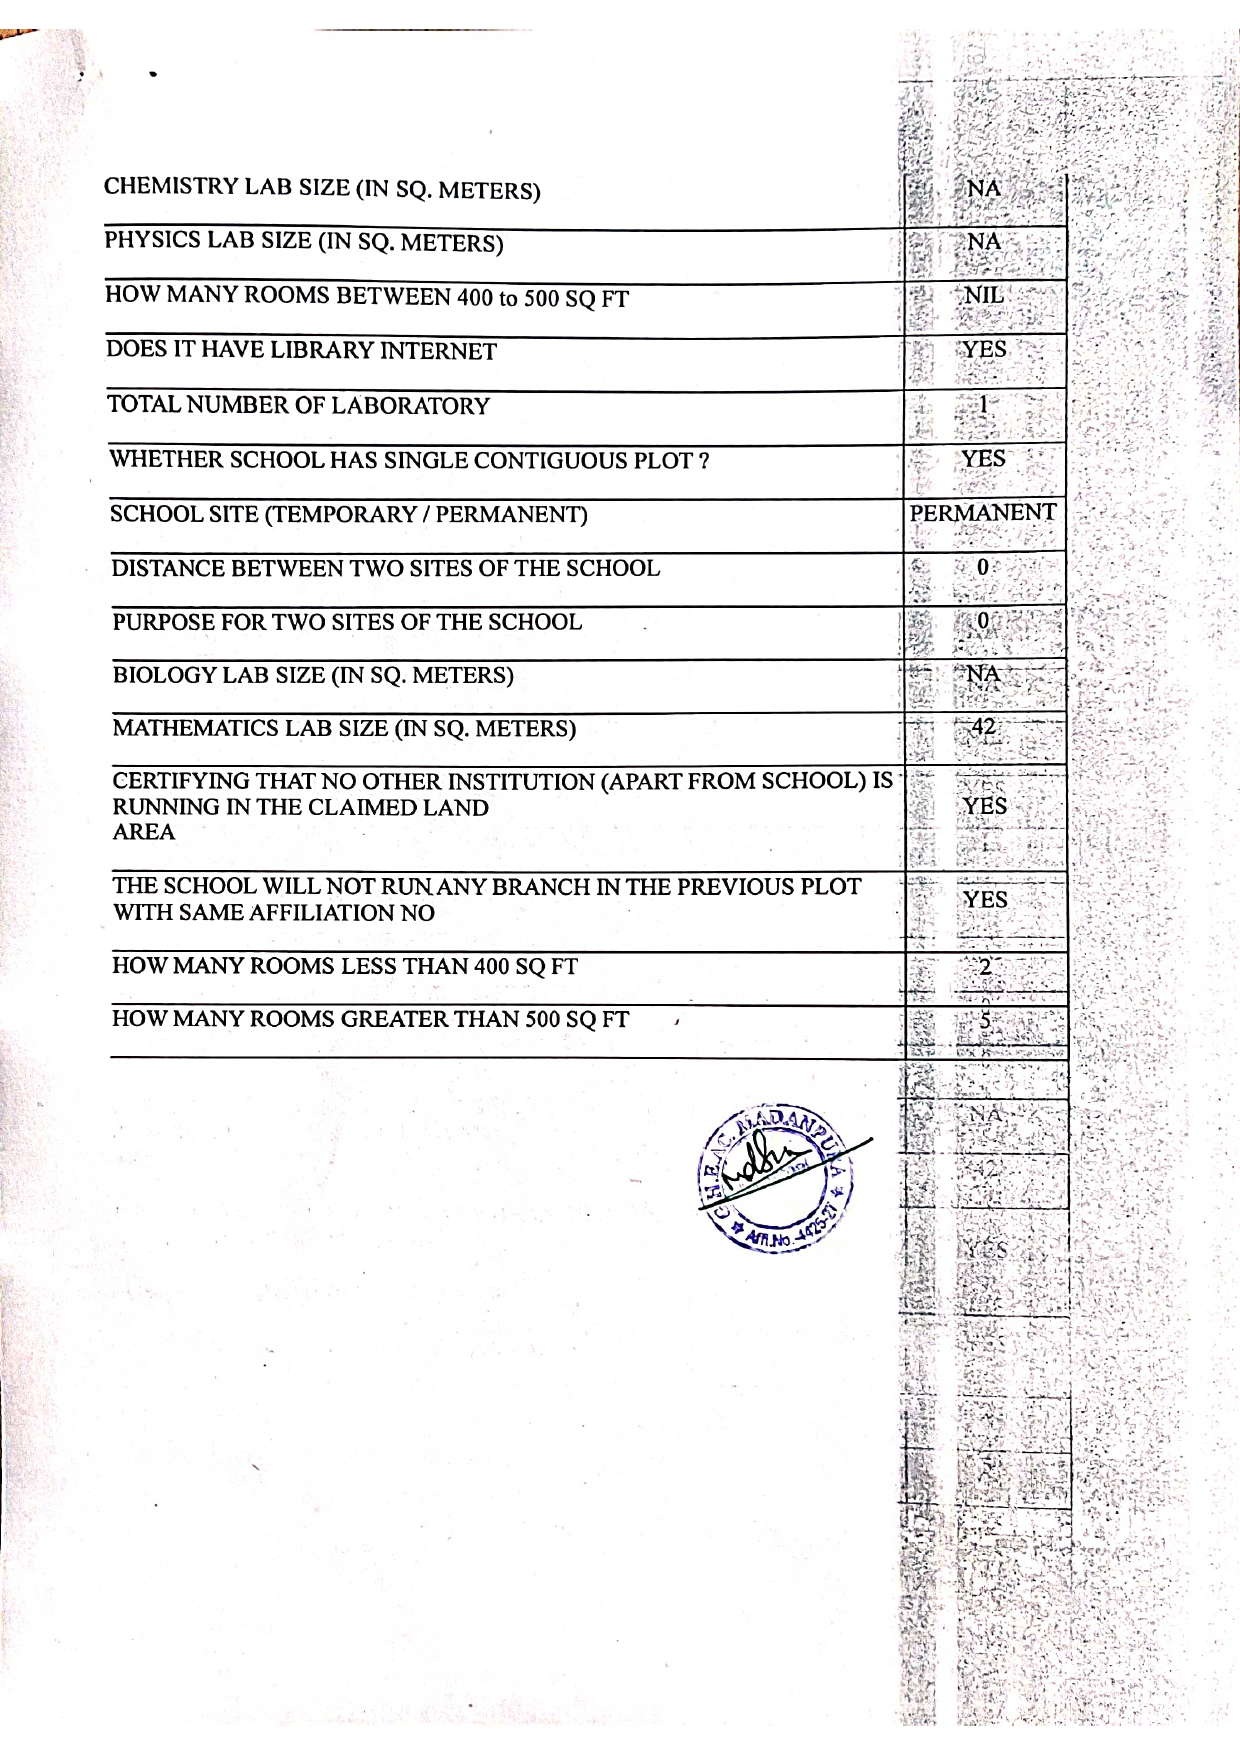 CHEMISTRY LAB SIZE (IN SQ. METERS) NA
PHYSICS LAB SIZE (IN SQ. METERS) NA
HOW MANY ROOMS BETWEEN 400 to 500 SQ FT NIL
DOES IT HAVE LIBRARY INTERNET YES
TOTAL NUMBER OF LABORATORY 1
WHETHER SCHOOL HAS SINGLE CONTIGUOUS PLOT ? YES
SCHOOL SITE (TEMPORARY / PERMANENT) PERMANENT
DISTANCE BETWEEN TWO SITES OF THE SCHOOL 0
PURPOSE FOR TWO SITES OF THE SCHOOL 0
BIOLOGY LAB SIZE (IN SQ. METERS) NA
MATHEMATICS LAB SIZE (IN SQ. METERS) 42
CERTIFYING THAT NO OTHER INSTITUTION (APART FROM SCHOOL) IS
RUNNING IN THE CLAIMED LAND YES
AREA
THE SCHOOL WILL NOT RUN ANY BRANCH IN THE PREVIOUS PLOT
WITH SAME AFFILIATION NO YES
HOW MANY ROOMS LESS THAN 400 SQ FT 2
HOW MANY ROOMS GREATER THAN 500 SQ FT 5
MADANPURA
Affi.No.
NA
42
YES